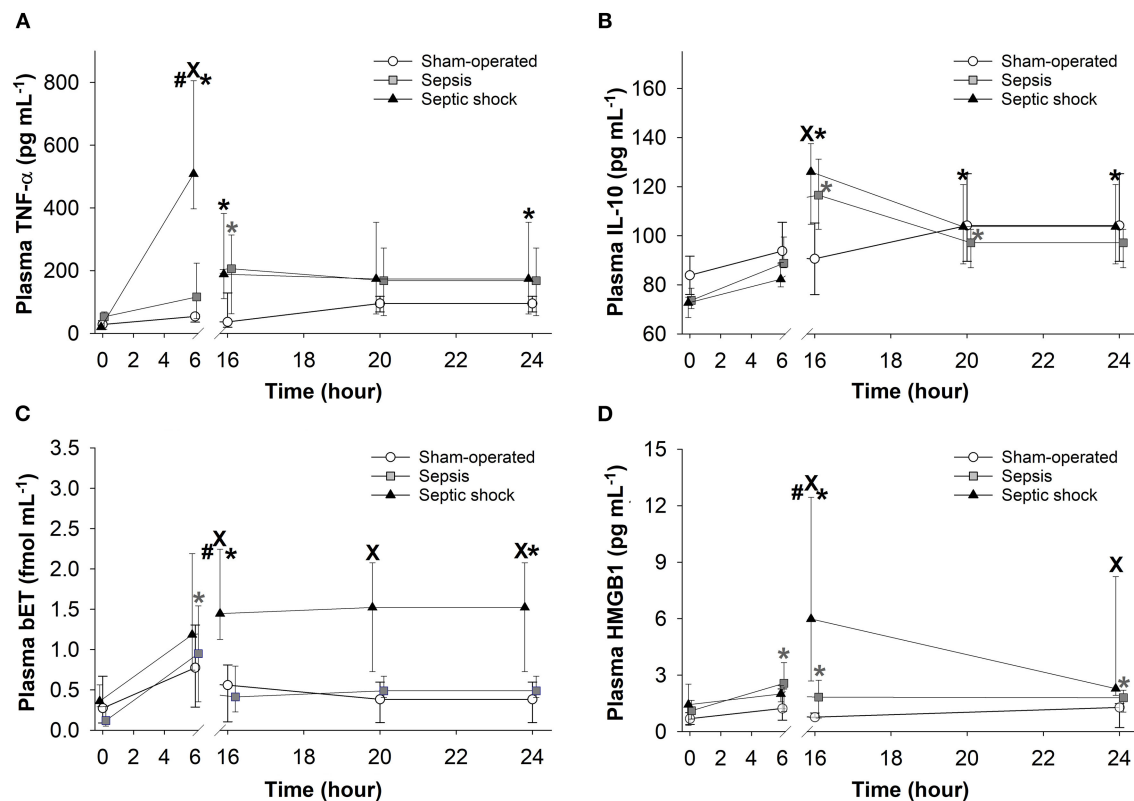 A
Plasma TNF-α (pg mL⁻¹)
800
600
400
200
0
Sham-operated
Sepsis
Septic shock
#X*
*
*
*
0 2 4 6 16 18 20 22 24
Time (hour)
B
Plasma IL-10 (pg mL⁻¹)
160
140
120
100
80
60
Sham-operated
Sepsis
Septic shock
X*
*
*
*
*
0 2 4 6 16 18 20 22 24
Time (hour)
C
Plasma bET (fmol mL⁻¹)
3.5
3.0
2.5
2.0
1.5
1.0
0.5
0.0
Sham-operated
Sepsis
Septic shock
*
#X*
X
X*
0 2 4 6 16 18 20 22 24
Time (hour)
D
Plasma HMGB1 (pg mL⁻¹)
15
12
9
6
3
0
Sham-operated
Sepsis
Septic shock
#X*
X
*
*
*
0 2 4 6 16 18 20 22 24
Time (hour)